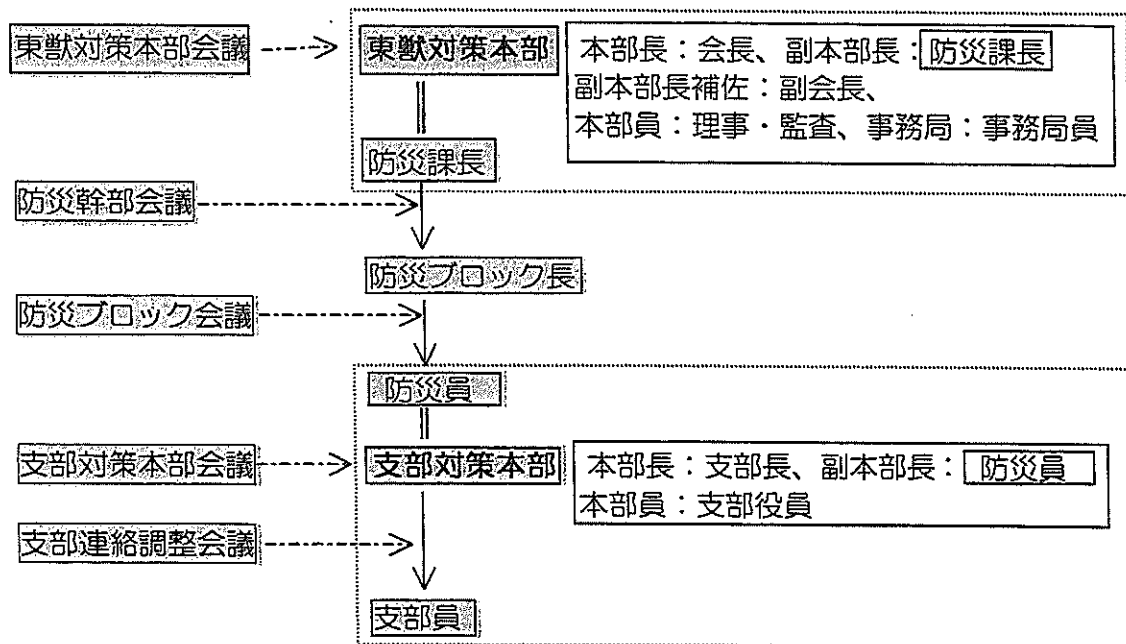 東獣対策本部会議
東獣対策本部
本部長：会長、副本部長：防災課長
副本部長補佐：副会長、
本部員：理事・監査、事務局：事務局員
防災課長
防災幹部会議
防災ブロック長
防災ブロック会議
防災員
支部対策本部会議
支部対策本部
本部長：支部長、副本部長：防災員
本部員：支部役員
支部連絡調整会議
支部員